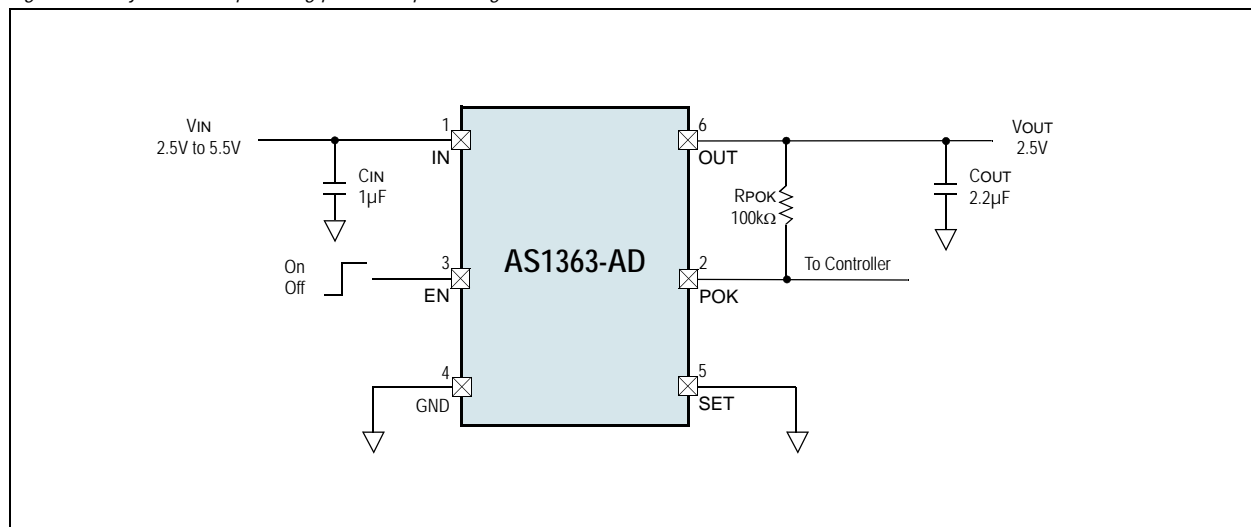 VIN
2.5V to 5.5V
CIN
1µF
1
IN
On
Off
3
EN
4
GND
AS1363-AD
6
OUT
RPOK
100kΩ
VOUT
2.5V
COUT
2.2µF
2
POK
To Controller
5
SET